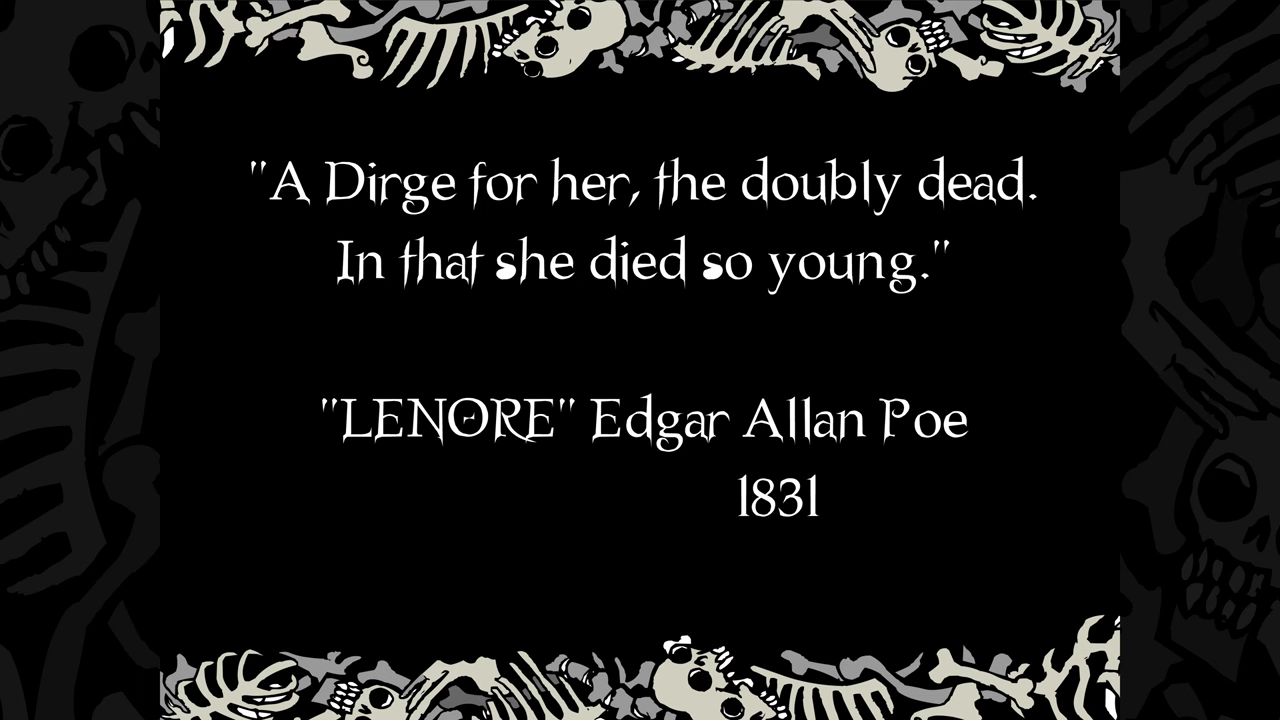 "A Dirge for her, the doubly dead.
In that she died so young."
"LENORE" Edgar Allan Poe
1831